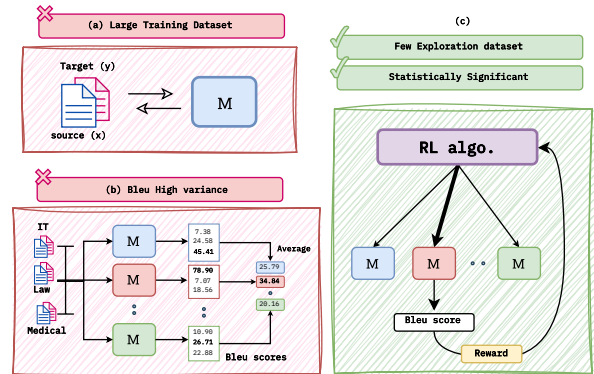 (a) Large Training Dataset
Target (y)
source (x)
M
(b) Bleu High variance
IT
Law
Medical
M
M
M
7.38
24.58
45.41
78.90
7.07
18.56
10.90
26.71
22.88
Average
25.79
34.84
20.16
Bleu scores
(c)
Few Exploration dataset
Statistically Significant
RL algo.
M
M
M
Bleu score
Reward